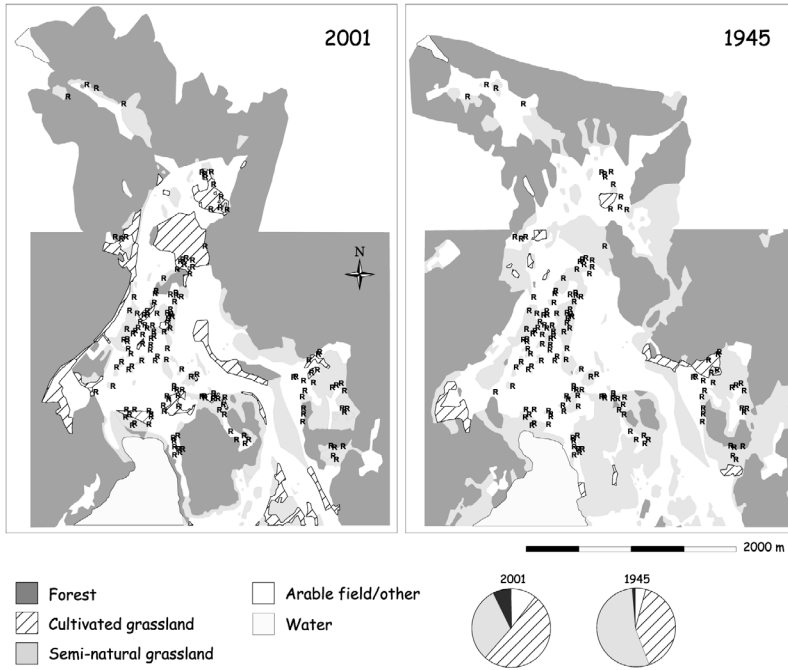 2001
1945
N
2000 m
Forest
Cultivated grassland
Semi-natural grassland
Arable field/other
Water
2001
1945